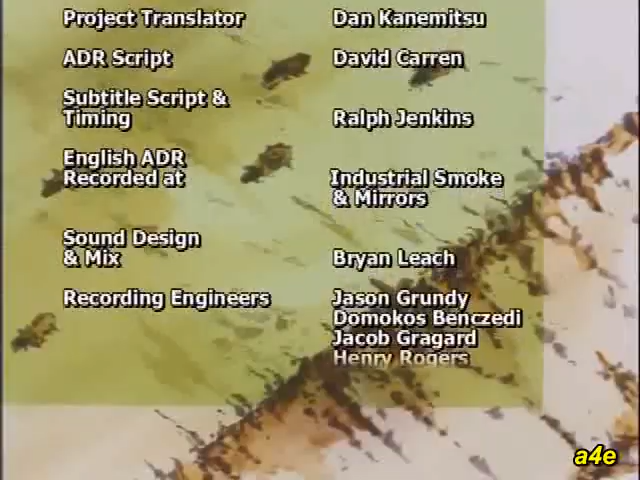 Project Translator Dan Kanemitsu
ADR Script David Carren
Subtitle Script &
Timing Ralph Jenkins
English ADR
Recorded at Industrial Smoke
& Mirrors
Sound Design
& Mix Bryan Leach
Recording Engineers Jason Grundy
Domokos Benczedi
Jacob Gragard
Henry Rogers
a4e